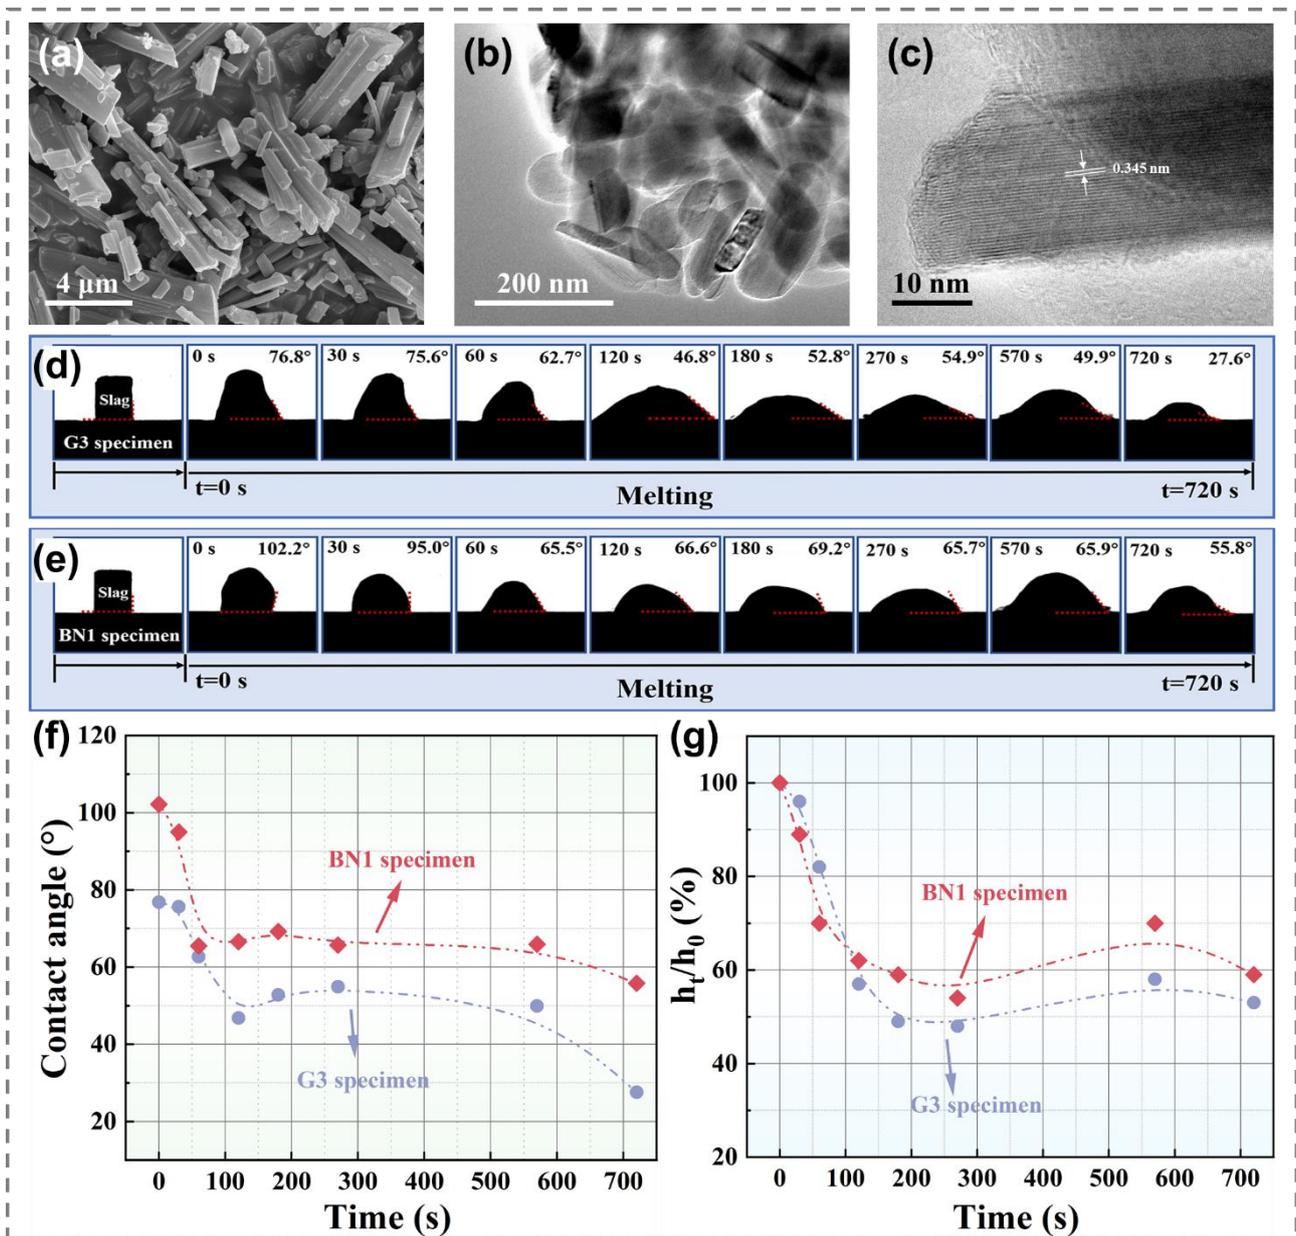 (a)
4 μm
(b)
200 nm
(c)
0.345 nm
10 nm
(d)
Slag
G3 specimen
0 s 76.8°
30 s 75.6°
60 s 62.7°
120 s 46.8°
180 s 52.8°
270 s 54.9°
570 s 49.9°
720 s 27.6°
t=0 s
Melting
t=720 s
(e)
Slag
BN1 specimen
0 s 102.2°
30 s 95.0°
60 s 65.5°
120 s 66.6°
180 s 69.2°
270 s 65.7°
570 s 65.9°
720 s 55.8°
t=0 s
Melting
t=720 s
(f)
Contact angle (°)
120
100
80
60
40
20
BN1 specimen
G3 specimen
0 100 200 300 400 500 600 700
Time (s)
(g)
hₜ/h₀ (%)
100
80
60
40
20
BN1 specimen
G3 specimen
0 100 200 300 400 500 600 700
Time (s)